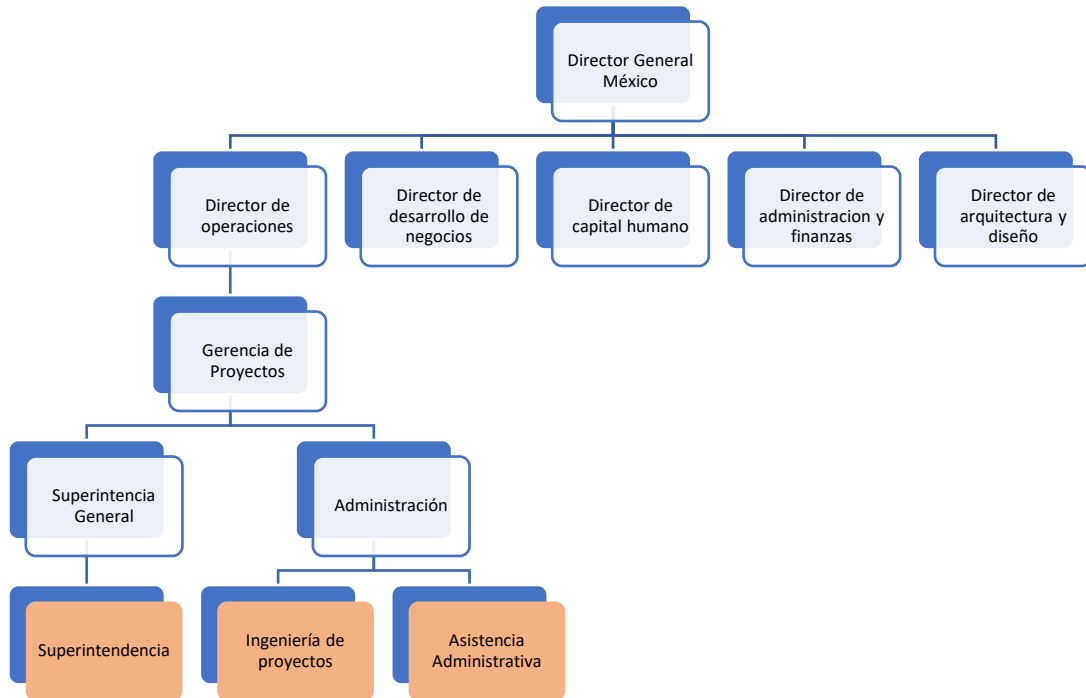 Director General
México
Director de
operaciones
Director de
desarrollo de
negocios
Director de
capital humano
Director de
administracion y
finanzas
Director de
arquitectura y
diseño
Gerencia de
Proyectos
Superintencia
General
Administración
Superintendencia
Ingeniería de
proyectos
Asistencia
Administrativa